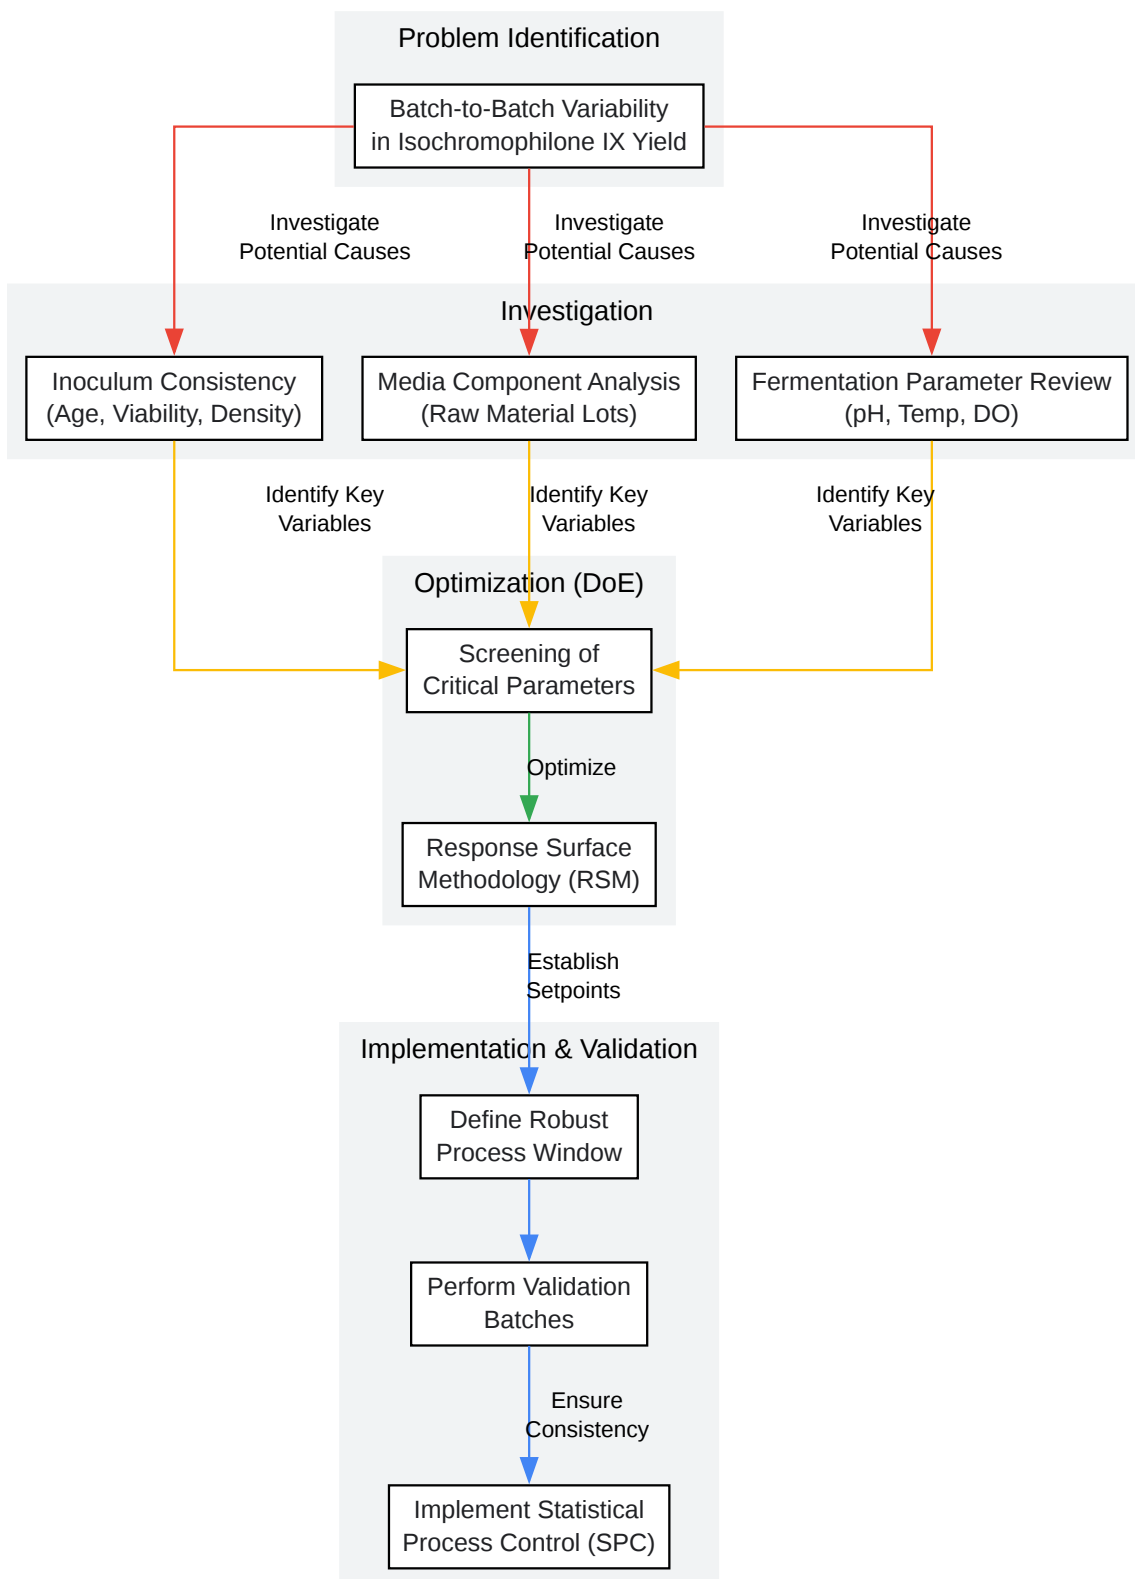 Problem Identification
Batch-to-Batch Variability
in Isochromophilone IX Yield
Investigate
Potential Causes
Investigate
Potential Causes
Investigate
Potential Causes
Investigation
Inoculum Consistency
(Age, Viability, Density)
Media Component Analysis
(Raw Material Lots)
Fermentation Parameter Review
(pH, Temp, DO)
Identify Key
Variables
Identify Key
Variables
Identify Key
Variables
Optimization (DoE)
Screening of
Critical Parameters
Optimize
Response Surface
Methodology (RSM)
Establish
Setpoints
Implementation & Validation
Define Robust
Process Window
Perform Validation
Batches
Ensure
Consistency
Implement Statistical
Process Control (SPC)